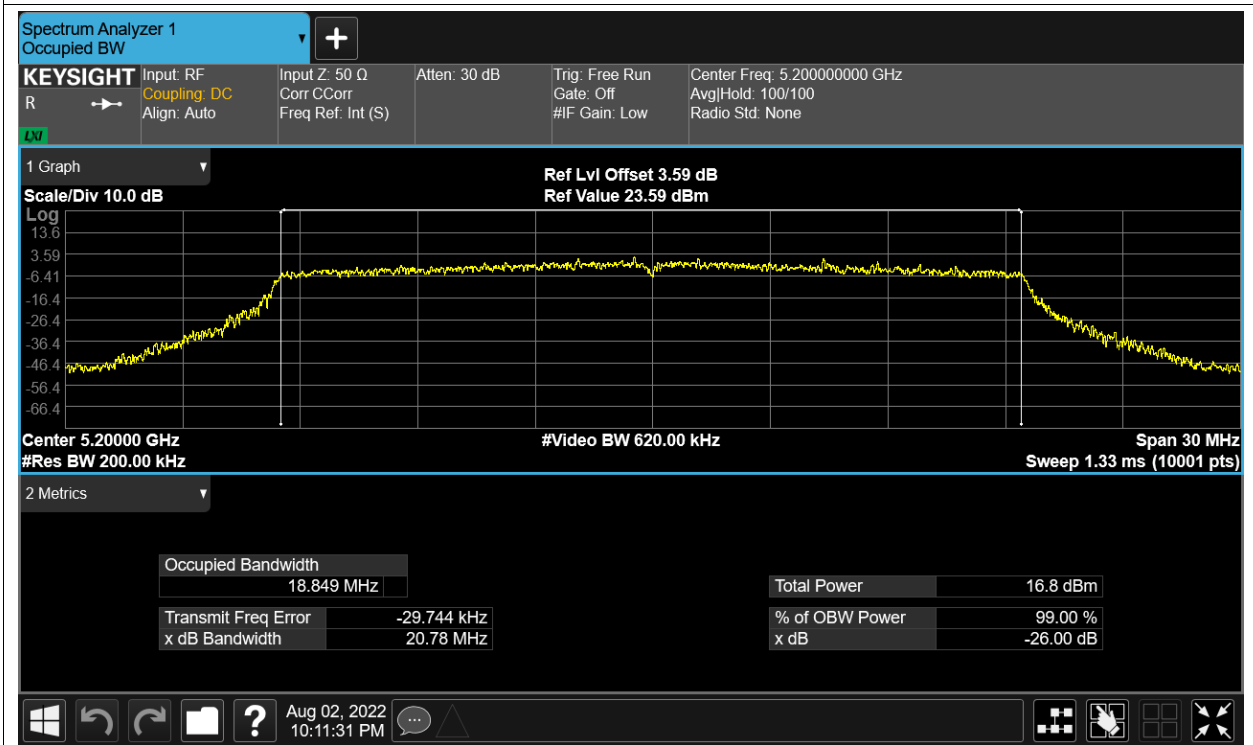 Spectrum Analyzer 1
Occupied BW
KEYSIGHT
R
LXI
Input: RF
Coupling: DC
Align: Auto
Input Z: 50 Ω
Corr CCorr
Freq Ref: Int (S)
Atten: 30 dB
Trig: Free Run
Gate: Off
#IF Gain: Low
Center Freq: 5.200000000 GHz
Avg|Hold: 100/100
Radio Std: None
1 Graph
Scale/Div 10.0 dB
Ref Lvl Offset 3.59 dB
Ref Value 23.59 dBm
Log
13.6
3.59
-6.41
-16.4
-26.4
-36.4
-46.4
-56.4
-66.4
Center 5.20000 GHz
#Res BW 200.00 kHz
#Video BW 620.00 kHz
Span 30 MHz
Sweep 1.33 ms (10001 pts)
2 Metrics
Occupied Bandwidth
18.849 MHz
Transmit Freq Error -29.744 kHz
x dB Bandwidth 20.78 MHz
Total Power 16.8 dBm
% of OBW Power 99.00 %
x dB -26.00 dB
?
Aug 02, 2022
10:11:31 PM